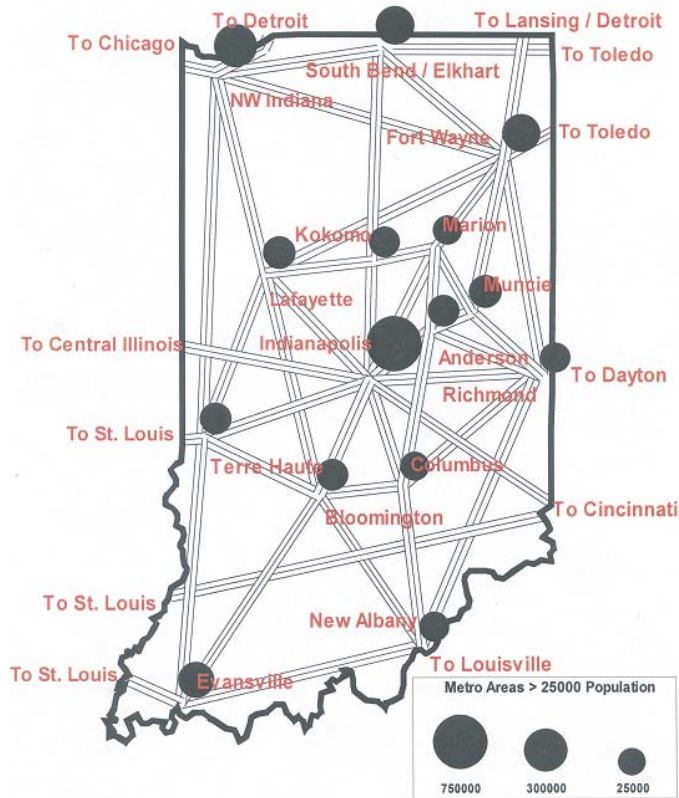 To Detroit
To Lansing / Detroit
To Chicago
To Toledo
South Bend / Elkhart
NW Indiana
Fort Wayne
To Toledo
Kokomo
Marion
Muncie
Lafayette
To Central Illinois
Indianapolis
Anderson
To Dayton
Richmond
To St. Louis
Terre Haute
Columbus
Bloomington
To Cincinnati
To St. Louis
New Albany
To Louisville
To St. Louis
Evansville
Metro Areas > 25000 Population
750000
300000
25000